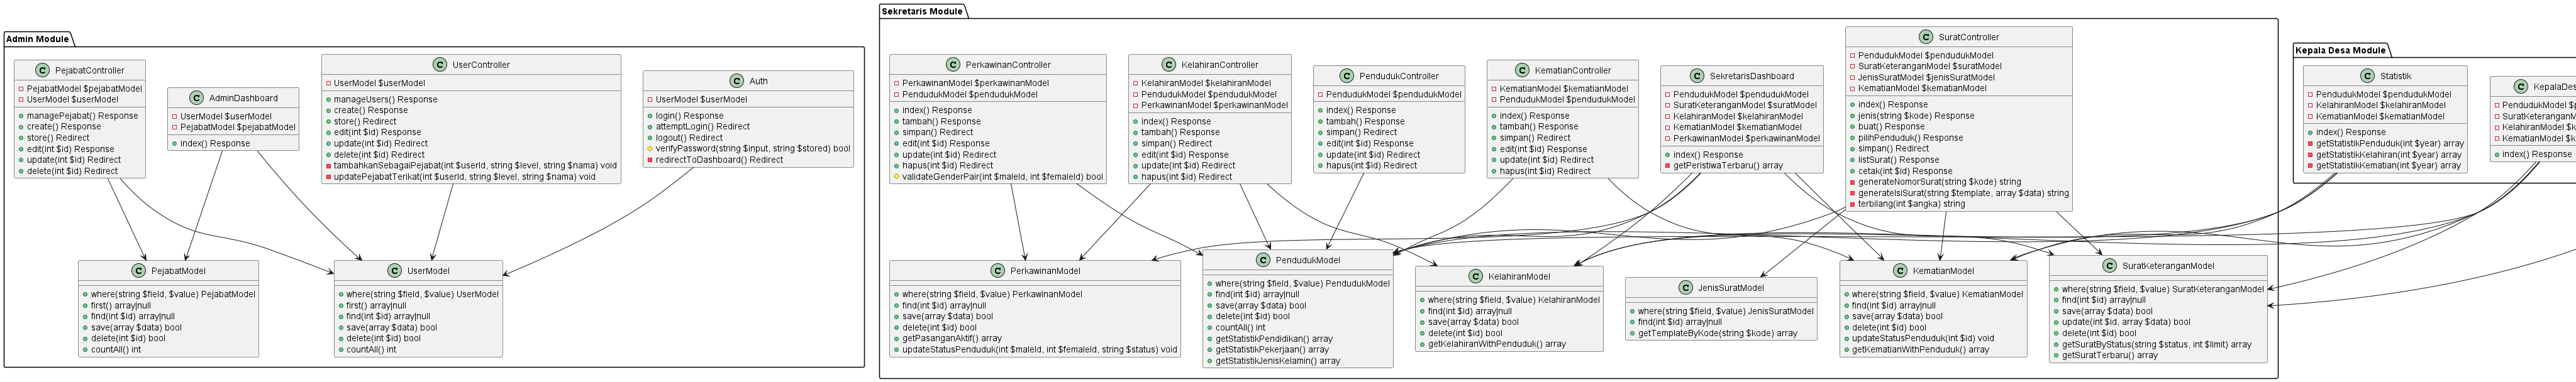 Admin Module
PejabatController
PejabatModel $pejabatModel
UserModel $userModel
managePejabat() Response
create() Response
store() Redirect
edit(int $id) Response
update(int $id) Redirect
delete(int $id) Redirect
AdminDashboard
UserModel $userModel
PejabatModel $pejabatModel
index() Response
UserController
UserModel $userModel
manageUsers() Response
create() Response
store() Redirect
edit(int $id) Response
update(int $id) Redirect
delete(int $id) Redirect
tambahkanSebagaiPejabat(int $userId, string $level, string $nama) void
updatePejabatTerikat(int $userId, string $level, string $nama) void
Auth
UserModel $userModel
login() Response
attemptLogin() Redirect
logout() Redirect
verifyPassword(string $input, string $stored) bool
redirectToDashboard() Redirect
PejabatModel
where(string $field, $value) PejabatModel
first() array|null
find(int $id) array|null
save(array $data) bool
delete(int $id) bool
countAll() int
UserModel
where(string $field, $value) UserModel
first() array|null
find(int $id) array|null
save(array $data) bool
delete(int $id) bool
countAll() int
Sekretaris Module
PerkawinanController
PerkawinanModel $perkawinanModel
PendudukModel $pendudukModel
index() Response
tambah() Response
simpan() Redirect
edit(int $id) Response
update(int $id) Redirect
hapus(int $id) Redirect
validateGenderPair(int $maleId, int $femaleId) bool
KelahiranController
KelahiranModel $kelahiranModel
PendudukModel $pendudukModel
PerkawinanModel $perkawinanModel
index() Response
tambah() Response
simpan() Redirect
edit(int $id) Response
update(int $id) Redirect
hapus(int $id) Redirect
PendudukController
PendudukModel $pendudukModel
index() Response
tambah() Response
simpan() Redirect
edit(int $id) Response
update(int $id) Redirect
hapus(int $id) Redirect
KematianController
KematianModel $kematianModel
PendudukModel $pendudukModel
index() Response
tambah() Response
simpan() Redirect
edit(int $id) Response
update(int $id) Redirect
hapus(int $id) Redirect
SekretarisDashboard
PendudukModel $pendudukModel
SuratKeteranganModel $suratModel
KelahiranModel $kelahiranModel
KematianModel $kematianModel
PerkawinanModel $perkawinanModel
index() Response
getPeristiwaTerbaru() array
SuratController
PendudukModel $pendudukModel
SuratKeteranganModel $suratModel
JenisSuratModel $jenisSuratModel
KematianModel $kematianModel
index() Response
jenis(string $kode) Response
buat() Response
pilihPenduduk() Response
simpan() Redirect
listSurat() Response
cetak(int $id) Response
generateNomorSurat(string $kode) string
generateIsiSurat(string $template, array $data) string
terbilang(int $angka) string
PerkawinanModel
where(string $field, $value) PerkawinanModel
find(int $id) array|null
save(array $data) bool
delete(int $id) bool
getPasanganAktif() array
updateStatusPenduduk(int $maleId, int $femaleId, string $status) void
PendudukModel
where(string $field, $value) PendudukModel
find(int $id) array|null
save(array $data) bool
delete(int $id) bool
countAll() int
getStatistikPendidikan() array
getStatistikPekerjaan() array
getStatistikJenisKelamin() array
KelahiranModel
where(string $field, $value) KelahiranModel
find(int $id) array|null
save(array $data) bool
delete(int $id) bool
getKelahiranWithPenduduk() array
JenisSuratModel
where(string $field, $value) JenisSuratModel
find(int $id) array|null
getTemplateByKode(string $kode) array
KematianModel
where(string $field, $value) KematianModel
find(int $id) array|null
save(array $data) bool
delete(int $id) bool
updateStatusPenduduk(int $id) void
getKematianWithPenduduk() array
SuratKeteranganModel
where(string $field, $value) SuratKeteranganModel
find(int $id) array|null
save(array $data) bool
update(int $id, array $data) bool
delete(int $id) bool
getSuratByStatus(string $status, int $limit) array
getSuratTerbaru() array
Kepala Desa Module
Statistik
PendudukModel $pendudukModel
KelahiranModel $kelahiranModel
KematianModel $kematianModel
index() Response
getStatistikPenduduk(int $year) array
getStatistikKelahiran(int $year) array
getStatistikKematian(int $year) array
KepalaDes
PendudukModel $p
SuratKeterangan
KelahiranModel $k
KematianModel $k
index() Response